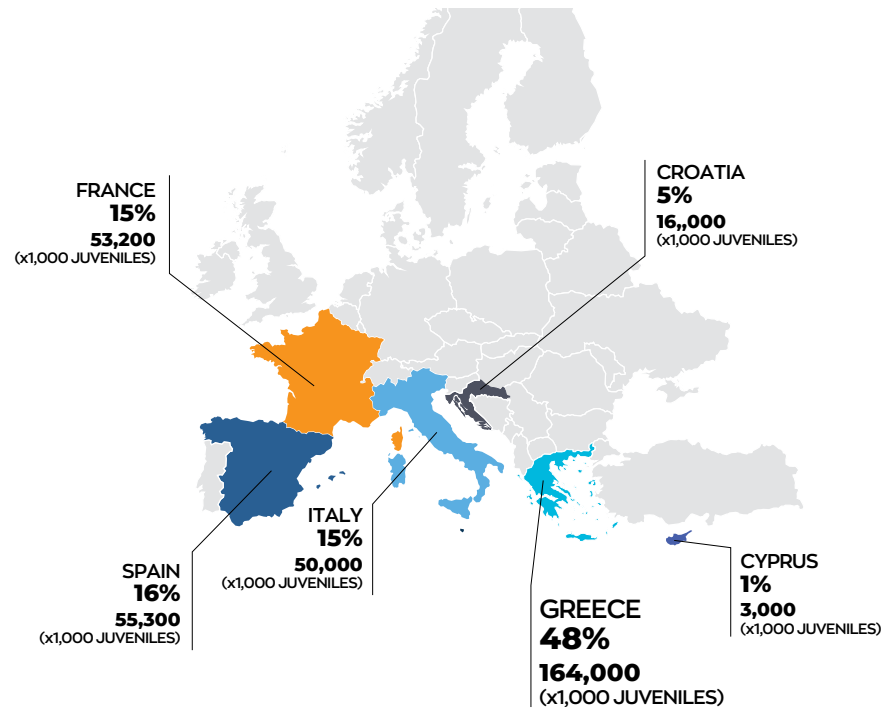 FRANCE
15%
53,200
(x1,000 JUVENILES)
CROATIA
5%
16,,000
(x1,000 JUVENILES)
ITALY
15%
50,000
(x1,000 JUVENILES)
SPAIN
16%
55,300
(x1,000 JUVENILES)
GREECE
48%
164,000
(x1,000 JUVENILES)
CYPRUS
1%
3,000
(x1,000 JUVENILES)